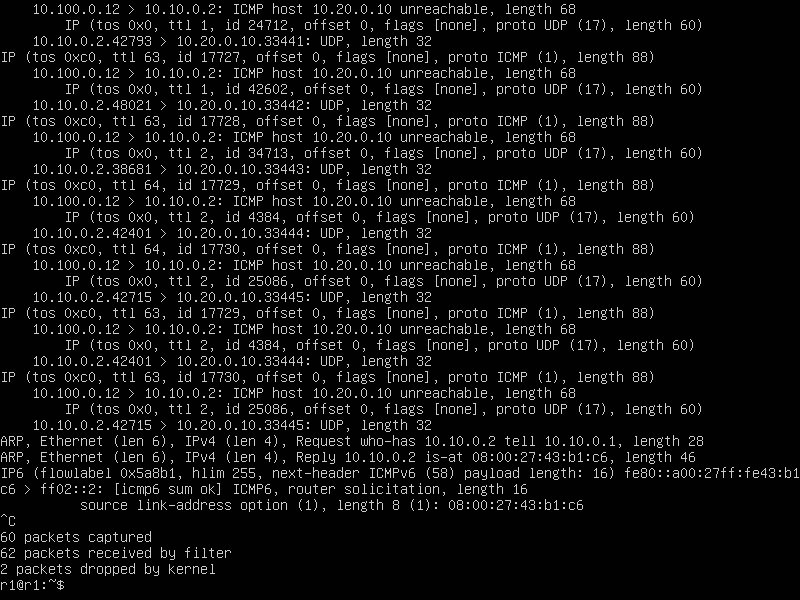 10.100.0.12 > 10.10.0.2: ICMP host 10.20.0.10 unreachable, length 68
        IP (tos 0x0, ttl 1, id 24712, offset 0, flags [none], proto UDP (17), length 60)
    10.10.0.2.42793 > 10.20.0.10.33441: UDP, length 32
IP (tos 0xc0, ttl 63, id 17727, offset 0, flags [none], proto ICMP (1), length 88)
    10.100.0.12 > 10.10.0.2: ICMP host 10.20.0.10 unreachable, length 68
        IP (tos 0x0, ttl 1, id 42602, offset 0, flags [none], proto UDP (17), length 60)
    10.10.0.2.48021 > 10.20.0.10.33442: UDP, length 32
IP (tos 0xc0, ttl 63, id 17728, offset 0, flags [none], proto ICMP (1), length 88)
    10.100.0.12 > 10.10.0.2: ICMP host 10.20.0.10 unreachable, length 68
        IP (tos 0x0, ttl 2, id 34713, offset 0, flags [none], proto UDP (17), length 60)
    10.10.0.2.38681 > 10.20.0.10.33443: UDP, length 32
IP (tos 0xc0, ttl 64, id 17729, offset 0, flags [none], proto ICMP (1), length 88)
    10.100.0.12 > 10.10.0.2: ICMP host 10.20.0.10 unreachable, length 68
        IP (tos 0x0, ttl 2, id 4384, offset 0, flags [none], proto UDP (17), length 60)
    10.10.0.2.42401 > 10.20.0.10.33444: UDP, length 32
IP (tos 0xc0, ttl 64, id 17730, offset 0, flags [none], proto ICMP (1), length 88)
    10.100.0.12 > 10.10.0.2: ICMP host 10.20.0.10 unreachable, length 68
        IP (tos 0x0, ttl 2, id 25086, offset 0, flags [none], proto UDP (17), length 60)
    10.10.0.2.42715 > 10.20.0.10.33445: UDP, length 32
IP (tos 0xc0, ttl 63, id 17729, offset 0, flags [none], proto ICMP (1), length 88)
    10.100.0.12 > 10.10.0.2: ICMP host 10.20.0.10 unreachable, length 68
        IP (tos 0x0, ttl 2, id 4384, offset 0, flags [none], proto UDP (17), length 60)
    10.10.0.2.42401 > 10.20.0.10.33444: UDP, length 32
IP (tos 0xc0, ttl 63, id 17730, offset 0, flags [none], proto ICMP (1), length 88)
    10.100.0.12 > 10.10.0.2: ICMP host 10.20.0.10 unreachable, length 68
        IP (tos 0x0, ttl 2, id 25086, offset 0, flags [none], proto UDP (17), length 60)
    10.10.0.2.42715 > 10.20.0.10.33445: UDP, length 32
ARP, Ethernet (len 6), IPv4 (len 4), Request who-has 10.10.0.2 tell 10.10.0.1, length 28
ARP, Ethernet (len 6), IPv4 (len 4), Reply 10.10.0.2 is-at 08:00:27:43:b1:c6, length 46
IP6 (flowlabel 0x5a8b1, hlim 255, next-header ICMPv6 (58) payload length: 16) fe80::a00:27ff:fe43:b1
c6 > ff02::2: [icmp6 sum ok] ICMP6, router solicitation, length 16
          source link-address option (1), length 8 (1): 08:00:27:43:b1:c6
^C
60 packets captured
62 packets received by filter
2 packets dropped by kernel
r1@r1:~$